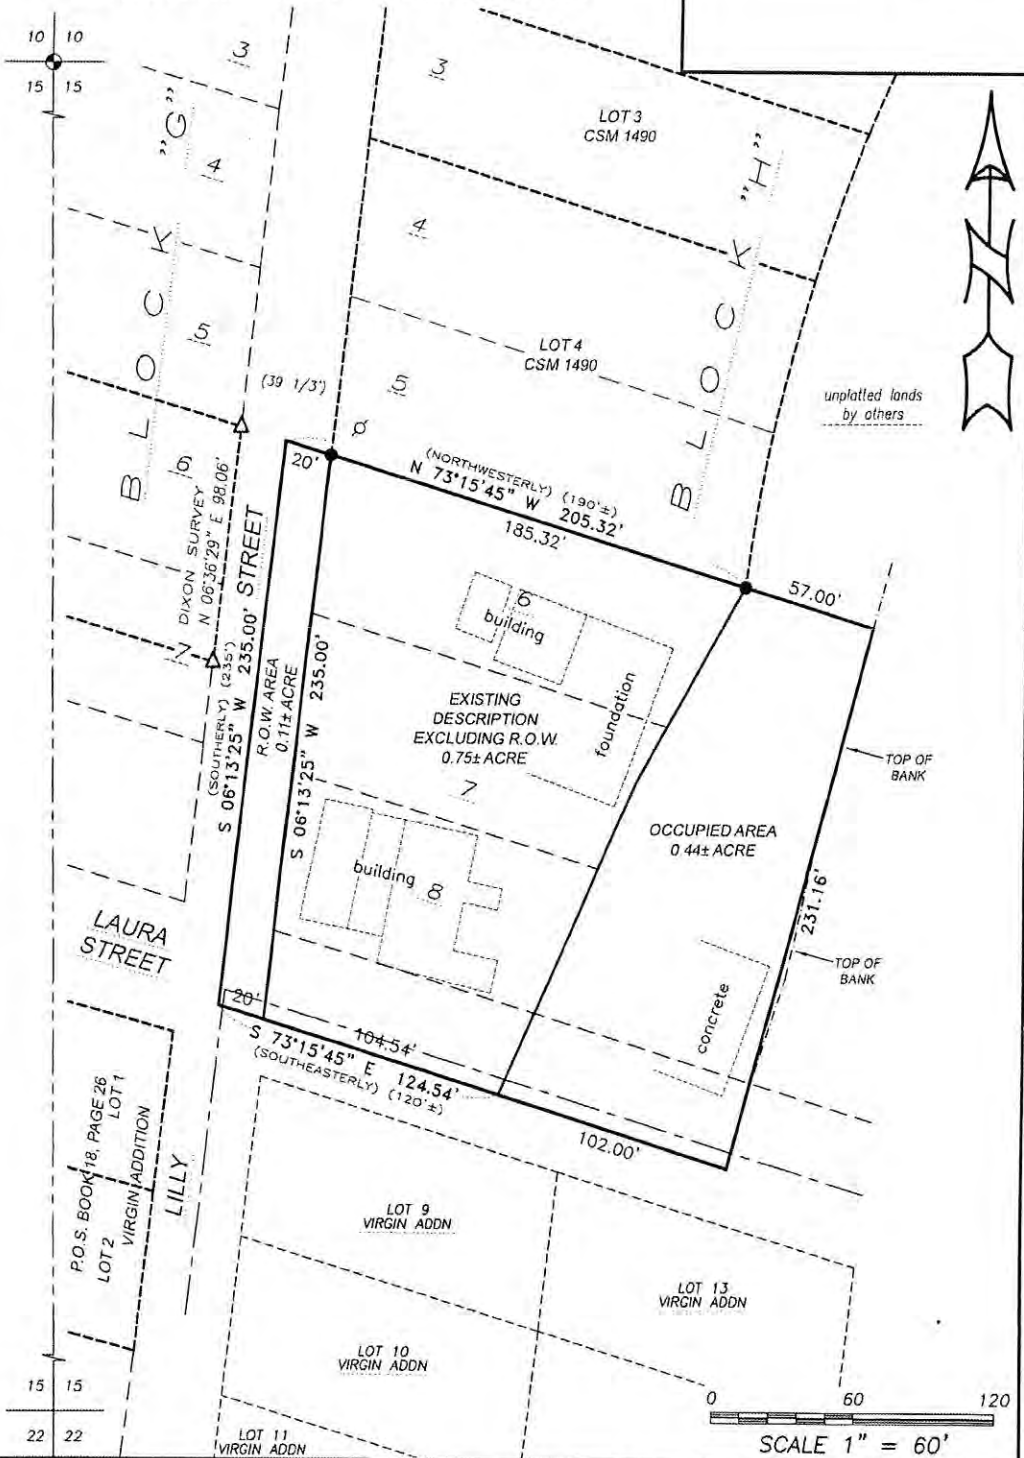 10 10
15 15
3
3
"G"
4
LOT 3
CSM 1490
"H"
4
BLOCK
5
BLOCK
N
LOT 4
CSM 1490
(39 1/3')
5
unplatted lands
by others
6
20'
(NORTHWESTERLY) (190'±)
N 73°15'45" W 205.32'
185.32'
57.00'
DIXON SURVEY
N 06°36'29" E 98.06'
STREET
7
(SOUTHERLY) (235')
S 06°13'25" W 235.00'
R.O.W. AREA
0.11± ACRE
S 06°13'25" W 235.00'
6
building
foundation
EXISTING
DESCRIPTION
EXCLUDING R.O.W.
0.75± ACRE
7
TOP OF
BANK
OCCUPIED AREA
0.44± ACRE
building
8
231.16'
LAURA
STREET
TOP OF
BANK
concrete
20'
104.54'
S 73°15'45" E 124.54'
(SOUTHEASTERLY) (120'±)
102.00'
P.O.S. BOOK 18, PAGE 26
LOT 1
LOT 2
VIRGIN ADDITION
LILLY
LOT 9
VIRGIN ADDN
LOT 13
VIRGIN ADDN
LOT 10
VIRGIN ADDN
15 15
22 22
LOT 11
VIRGIN ADDN
0 60 120
SCALE 1" = 60'